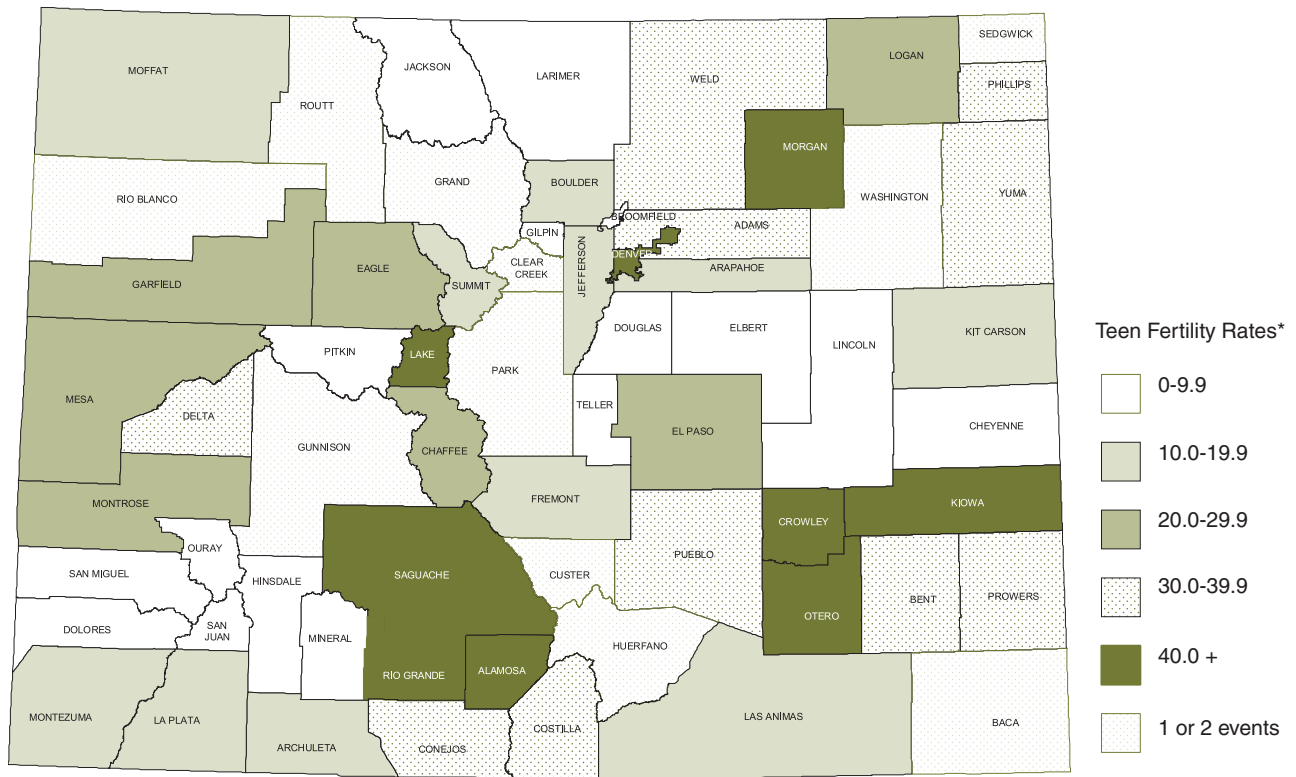 MOFFAT
ROUTT
JACKSON
LARIMER
WELD
LOGAN
SEDGWICK
PHILLIPS
MORGAN
WASHINGTON
YUMA
RIO BLANCO
GRAND
BOULDER
BROOMFIELD
ADAMS
GILPIN
DENVER
ARAPAHOE
JEFFERSON
CLEAR
CREEK
EAGLE
SUMMIT
GARFIELD
DOUGLAS
ELBERT
LINCOLN
KIT CARSON
PITKIN
LAKE
PARK
MESA
DELTA
TELLER
EL PASO
CHEYENNE
GUNNISON
CHAFFEE
MONTROSE
FREMONT
CROWLEY
KIOWA
OURAY
SAN MIGUEL
HINSDALE
SAGUACHE
CUSTER
PUEBLO
BENT
PROWERS
OTERO
DOLORES
SAN
JUAN
MINERAL
HUERFANO
RIO GRANDE
ALAMOSA
MONTEZUMA
LA PLATA
ARCHULETA
CONEJOS
COSTILLA
LAS ANIMAS
BACA
Teen Fertility Rates*
0-9.9
10.0-19.9
20.0-29.9
30.0-39.9
40.0 +
1 or 2 events